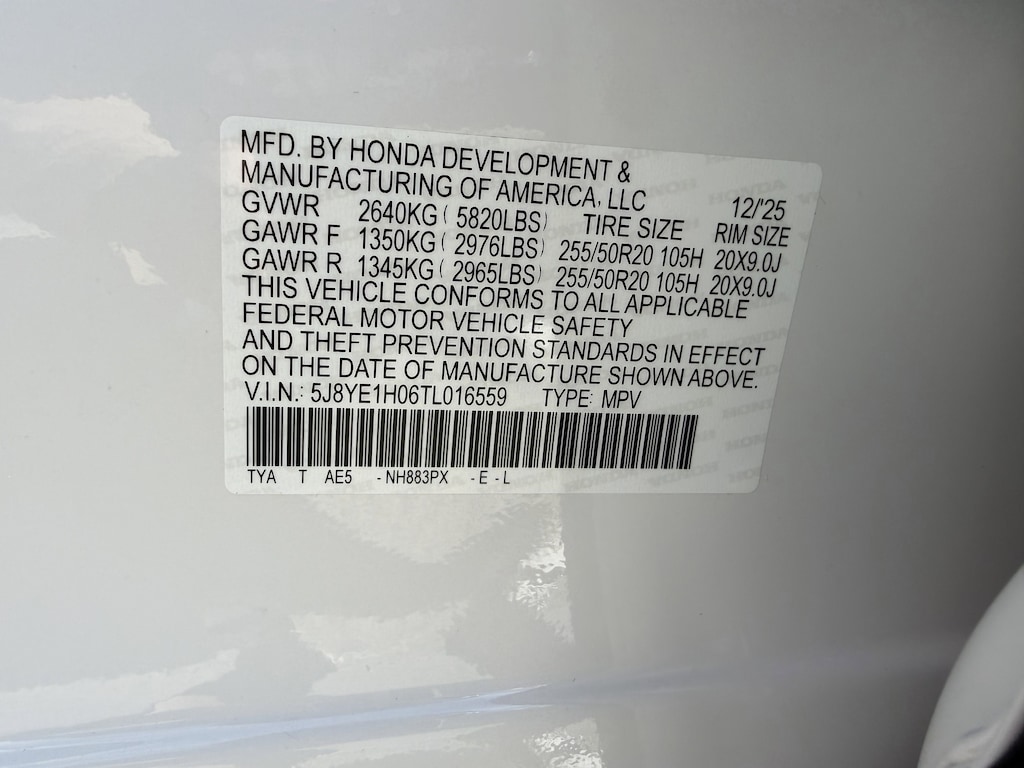 MFD. BY HONDA DEVELOPMENT &
MANUFACTURING OF AMERICA, LLC 12/'25
GVWR 2640KG ( 5820LBS) TIRE SIZE RIM SIZE
GAWR F 1350KG ( 2976LBS) 255/50R20 105H 20X9.0J
GAWR R 1345KG ( 2965LBS) 255/50R20 105H 20X9.0J
THIS VEHICLE CONFORMS TO ALL APPLICABLE
FEDERAL MOTOR VEHICLE SAFETY
AND THEFT PREVENTION STANDARDS IN EFFECT
ON THE DATE OF MANUFACTURE SHOWN ABOVE.
V.I.N.: 5J8YE1H06TL016559 TYPE: MPV
TYA T AE5 - NH883PX - E - L